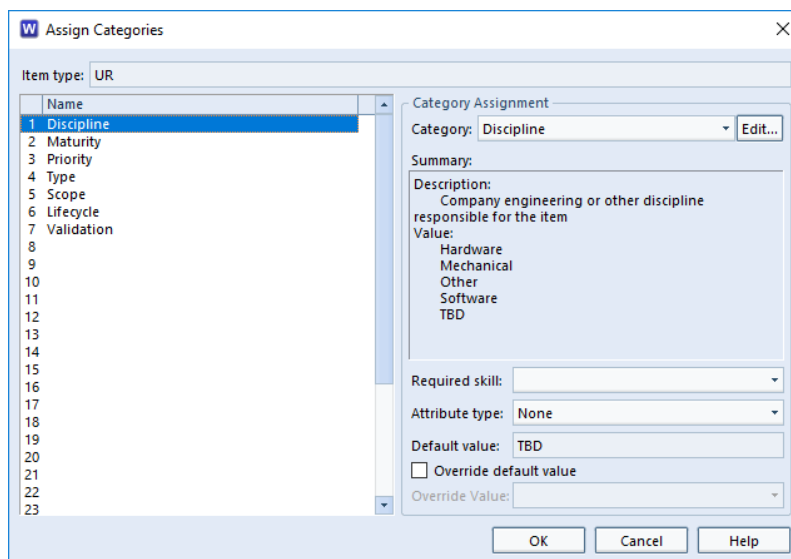 W Assign Categories
Item type: UR
Name
1 Discipline
2 Maturity
3 Priority
4 Type
5 Scope
6 Lifecycle
7 Validation
8
9
10
11
12
13
14
15
16
17
18
19
20
21
22
23
Category Assignment
Category: Discipline Edit...
Summary:
Description:
Company engineering or other discipline
responsible for the item
Value:
Hardware
Mechanical
Other
Software
TBD
Required skill:
Attribute type: None
Default value: TBD
Override default value
Override Value:
OK Cancel Help